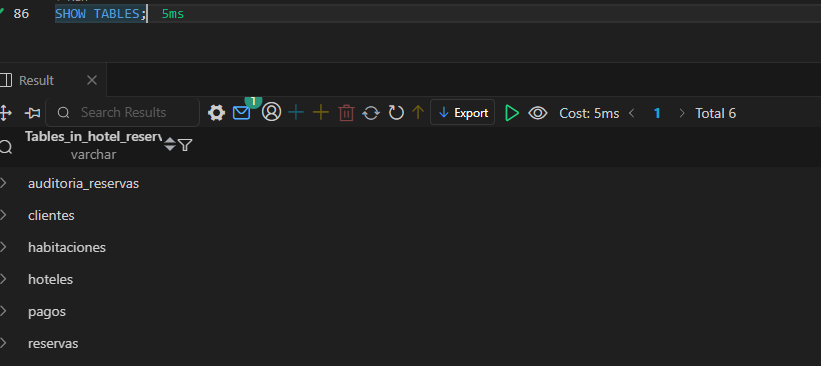 86 SHOW TABLES; 5ms
Result
Search Results 1 Export Cost: 5ms 1 Total 6
Tables_in_hotel_reserv
varchar
auditoria_reservas
clientes
habitaciones
hoteles
pagos
reservas